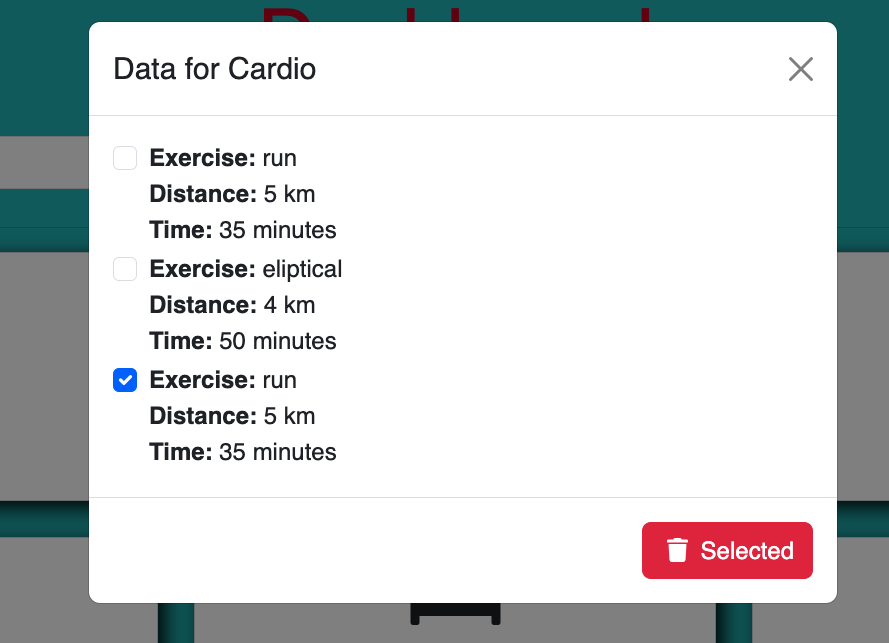 Data for Cardio
Exercise: run
Distance: 5 km
Time: 35 minutes
Exercise: eliptical
Distance: 4 km
Time: 50 minutes
Exercise: run
Distance: 5 km
Time: 35 minutes
Selected